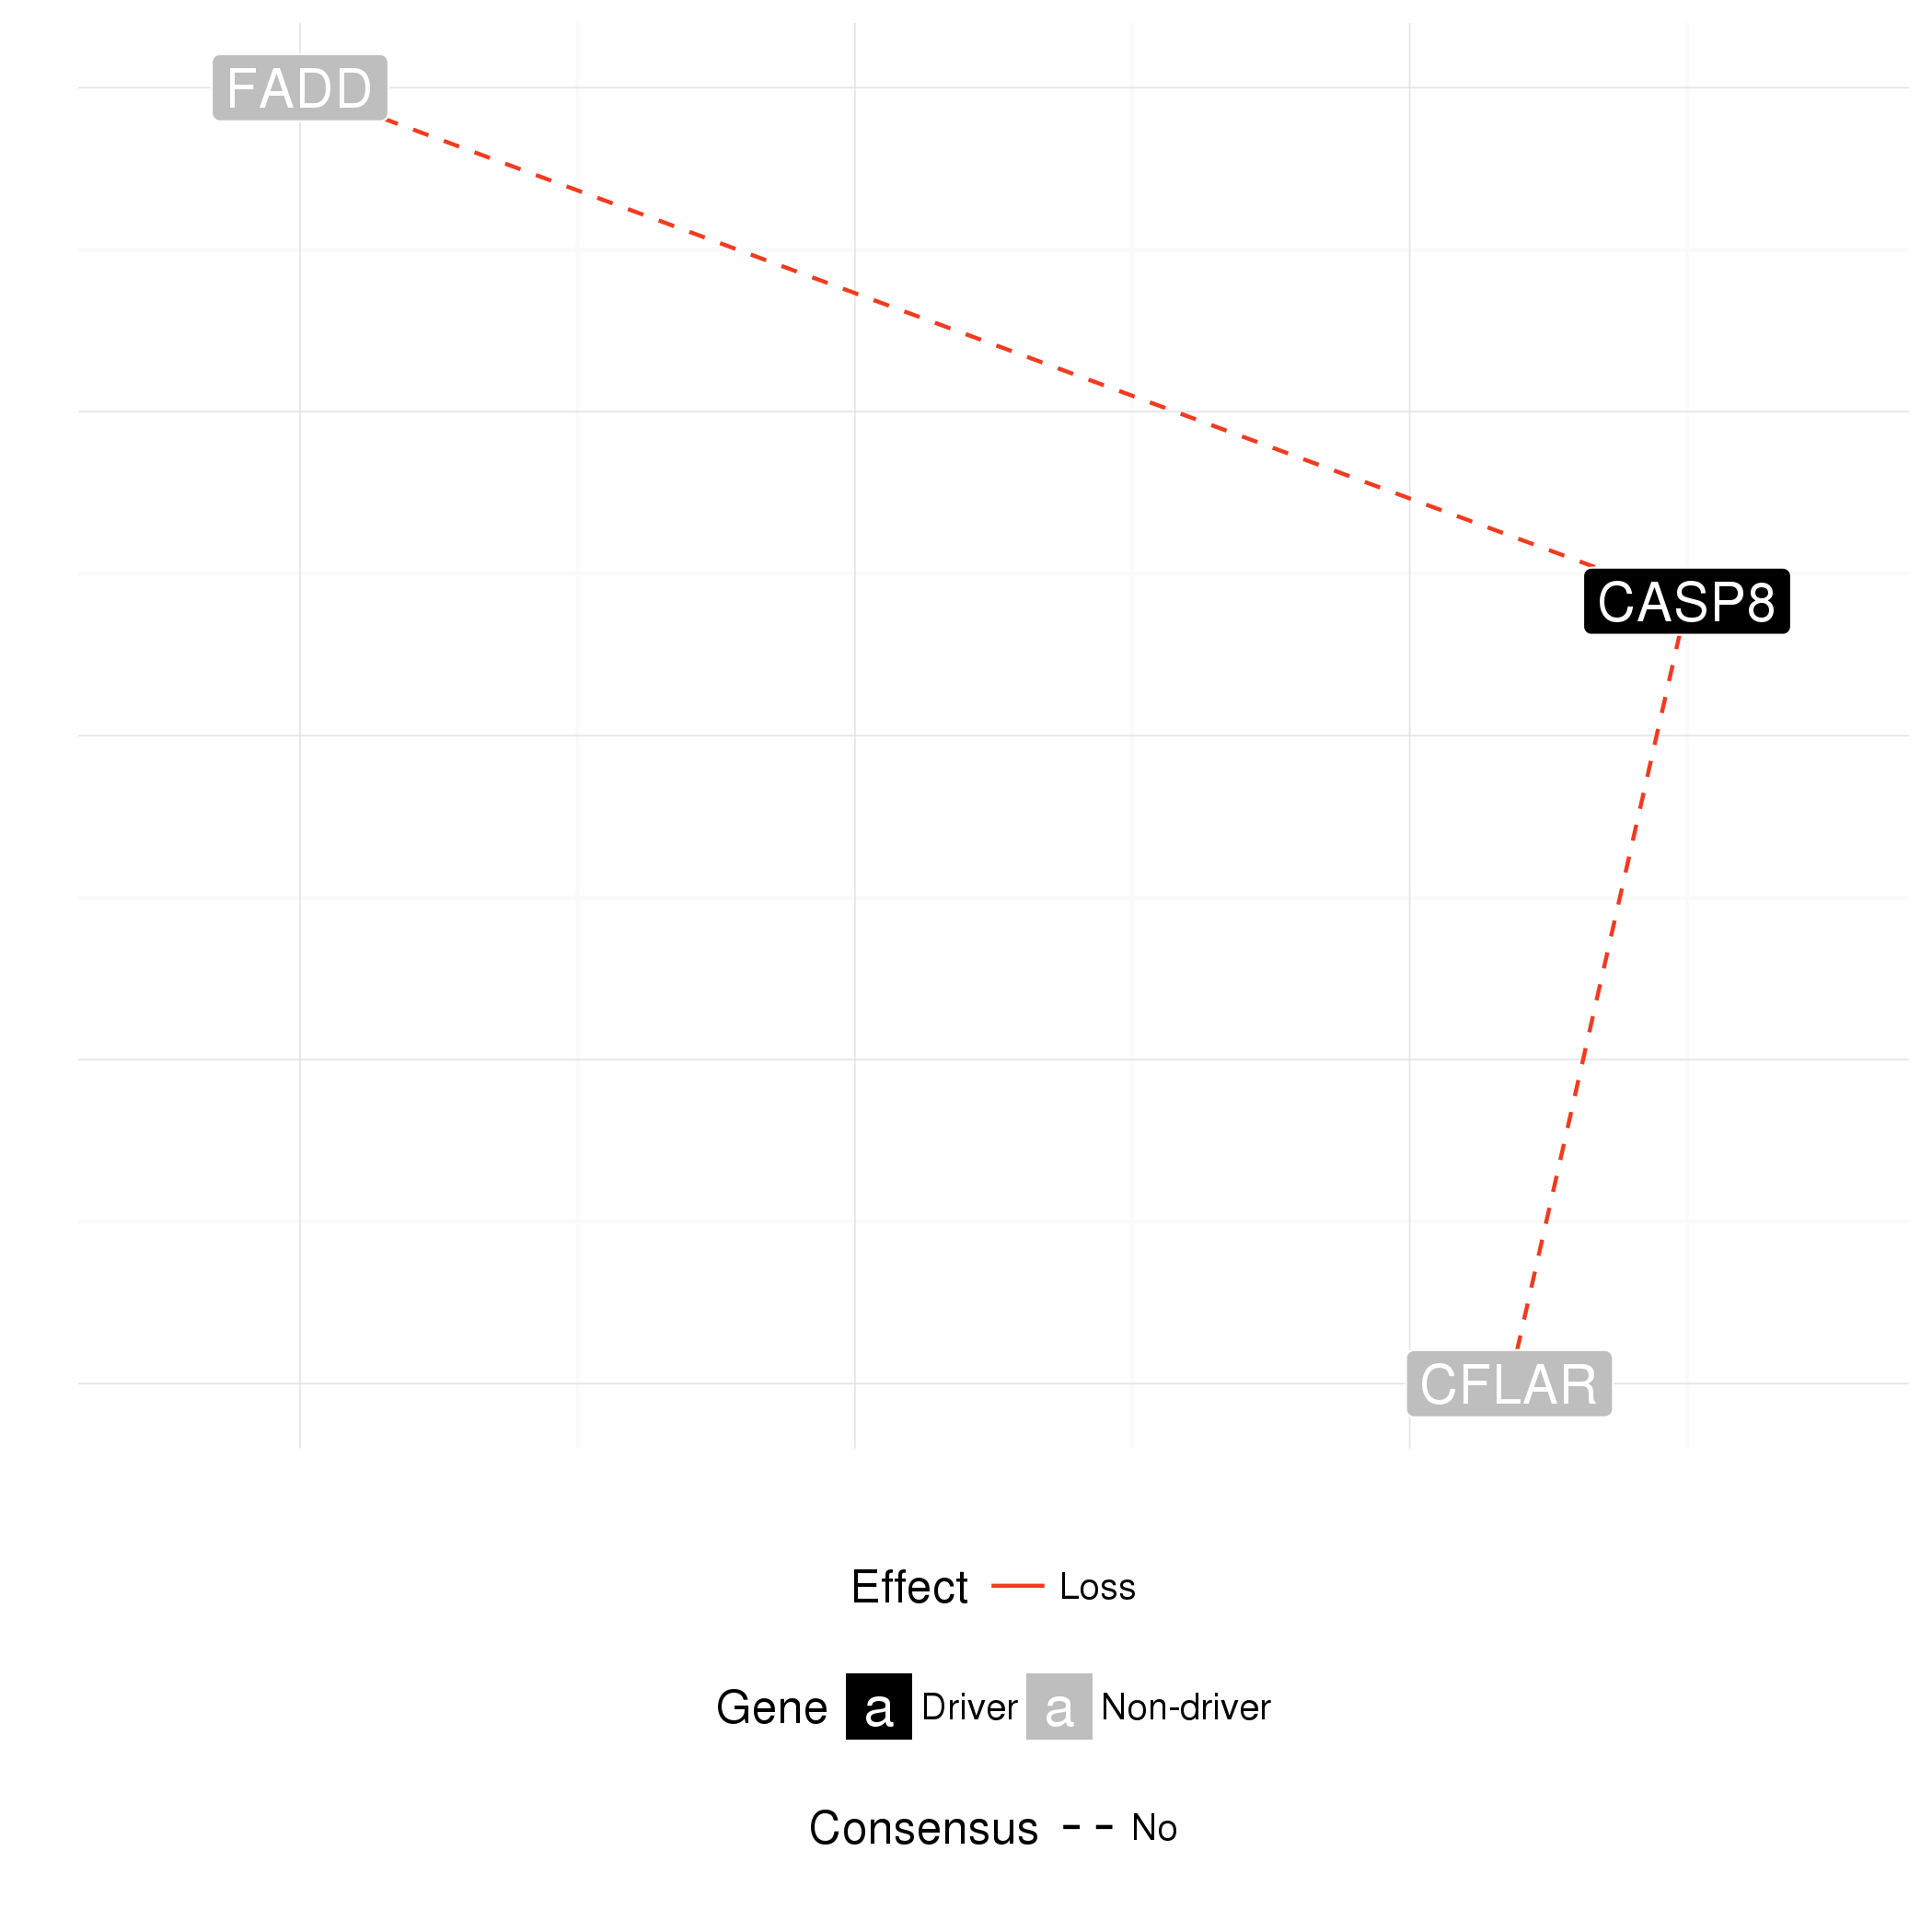 FADD
CASP8
CFLAR
Effect Loss
Gene a Driver a Non-driver
Consensus No